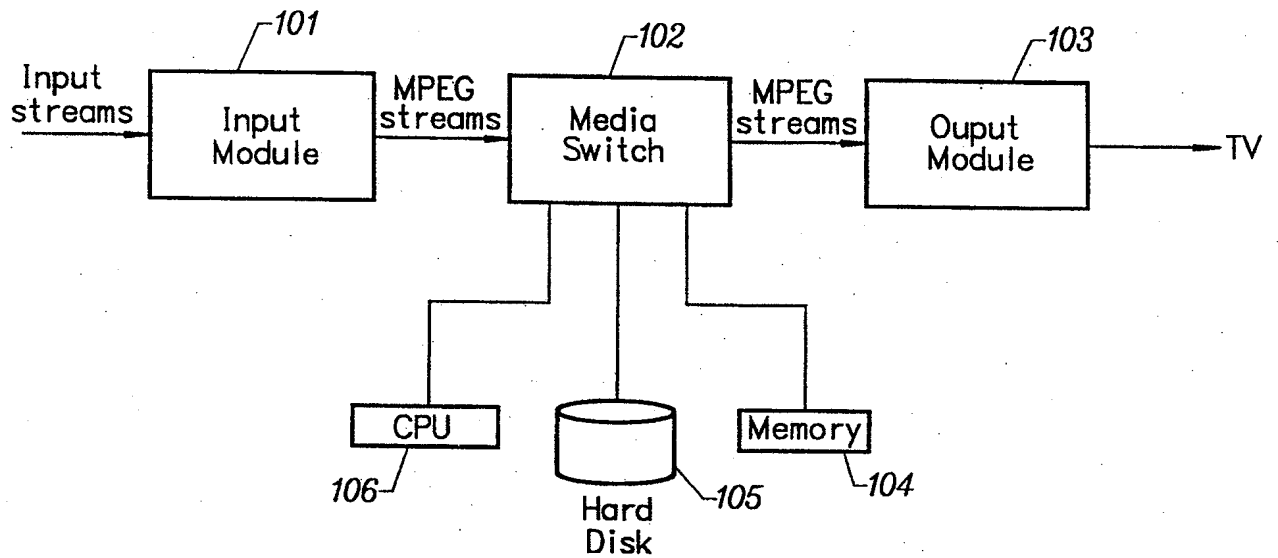 101
102
103
Input
streams
Input
Module
MPEG
streams
Media
Switch
MPEG
streams
Ouput
Module
TV
CPU
106
Hard
Disk
105
Memory
104